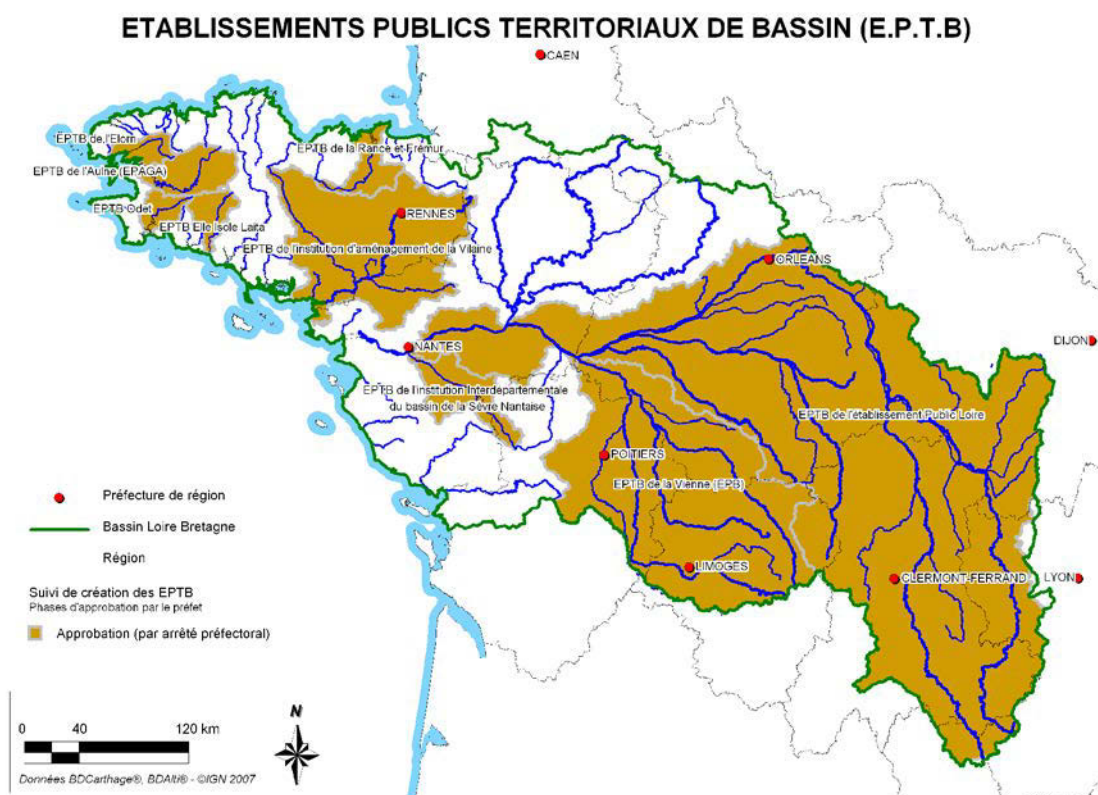 ETABLISSEMENTS PUBLICS TERRITORIAUX DE BASSIN (E.P.T.B)
CAEN
EPTB de l'Elorn
EPTB de la Rance et Frémur
EPTB de l'Aulne (EPAGA)
EPTB Odet
EPTB Elle Isole Laita
RENNES
EPTB de l'institution d'aménagement de la Vilaine
ORLEANS
DIJON
NANTES
EPTB de l'institution Interdépartementale
du bassin de la Sèvre Nantaise
EPTB de l'établissement Public Loire
POITIERS
EPTB de la Vienne (EPB)
LIMOGES
CLERMONT-FERRAND
LYON
Préfecture de région
Bassin Loire Bretagne
Région
Suivi de création des EPTB
Phases d'approbation par le préfet
Approbation (par arrêté préfectoral)
0 40 120 km
N
Données BDCarthage®, BDAlti® - ©IGN 2007